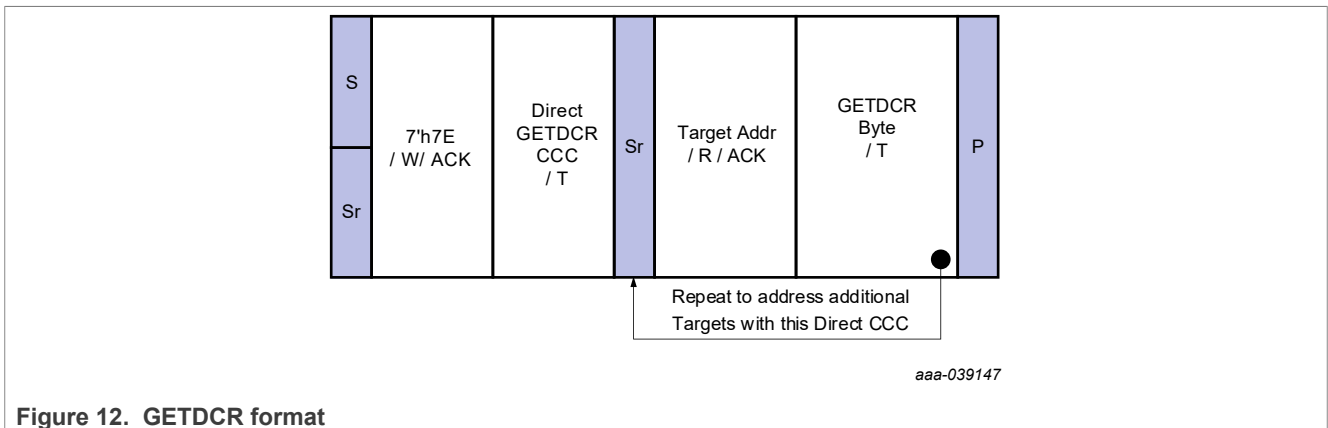 S
Sr
7'h7E
/ W/ ACK
Direct
GETDCR
CCC
/ T
Sr
Target Addr
/ R / ACK
GETDCR
Byte
/ T
P
Repeat to address additional
Targets with this Direct CCC
aaa-039147
Figure 12. GETDCR format